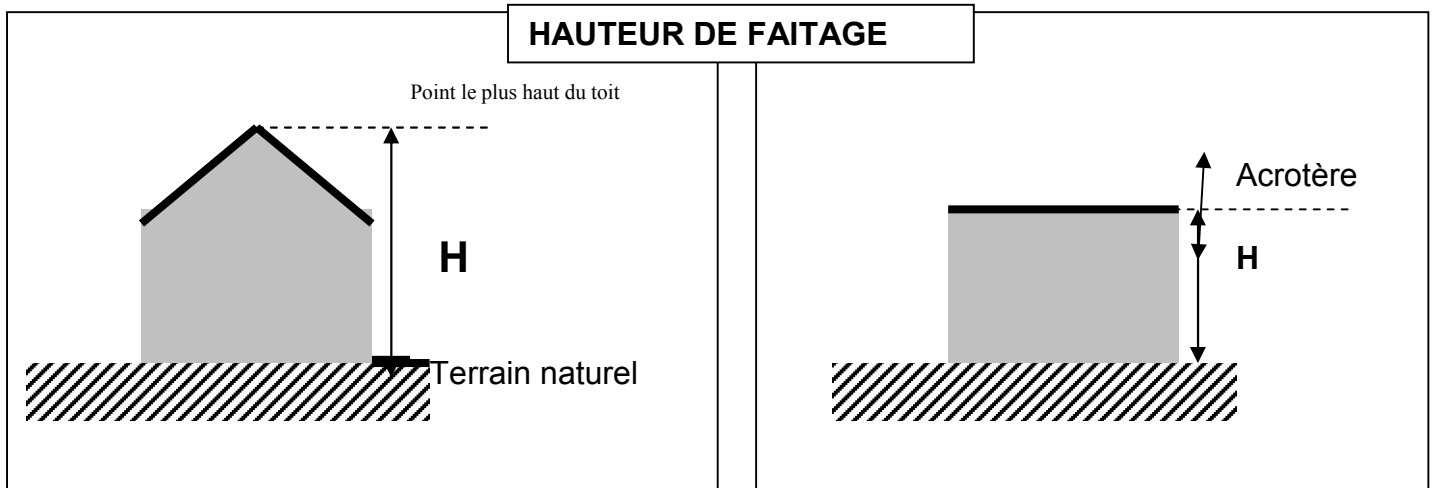 HAUTEUR DE FAITAGE
Point le plus haut du toit
H
Terrain naturel
Acrotère
H